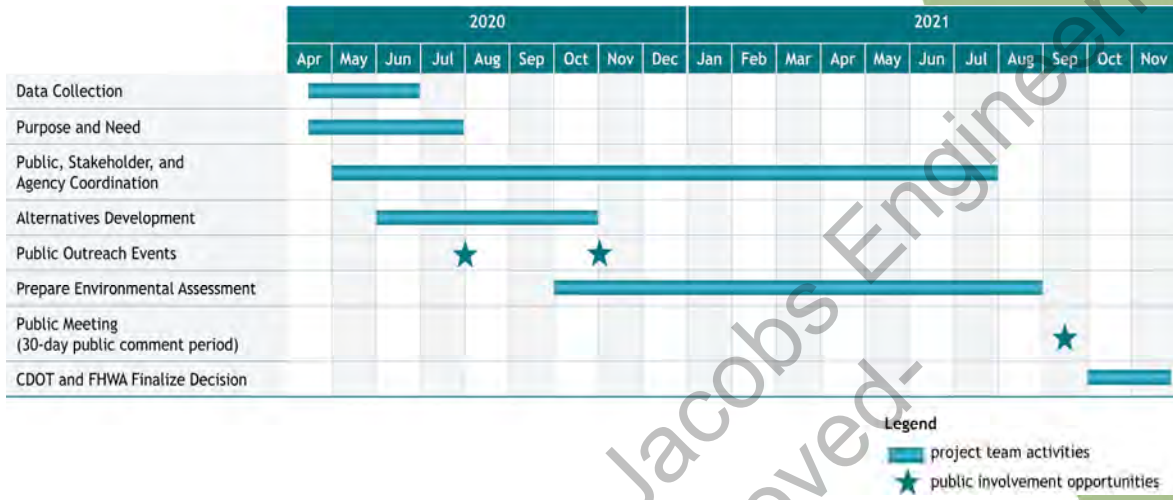 2020 2021
Apr May Jun Jul Aug Sep Oct Nov Dec Jan Feb Mar Apr May Jun Jul Aug Sep Oct Nov
Data Collection
Purpose and Need
Public, Stakeholder, and
Agency Coordination
Alternatives Development
Public Outreach Events
Prepare Environmental Assessment
Public Meeting
(30-day public comment period)
CDOT and FHWA Finalize Decision
Legend
project team activities
public involvement opportunities
Jacobs